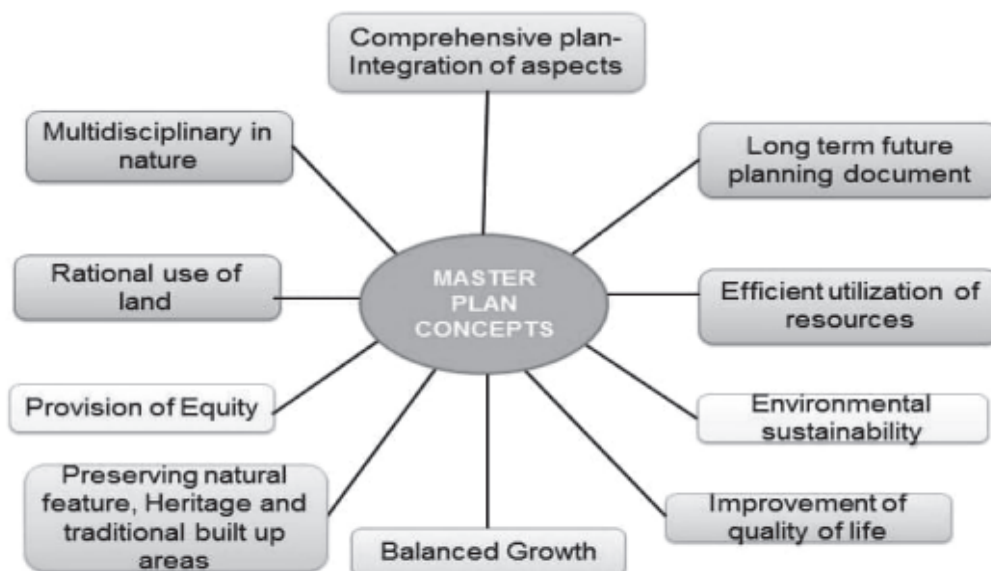 Comprehensive plan-
Integration of aspects
Multidisciplinary in
nature
Long term future
planning document
Rational use of
land
MASTER
PLAN
CONCEPTS
Efficient utilization of
resources
Provision of Equity
Environmental
sustainability
Preserving natural
feature, Heritage and
traditional built up
areas
Balanced Growth
Improvement of
quality of life